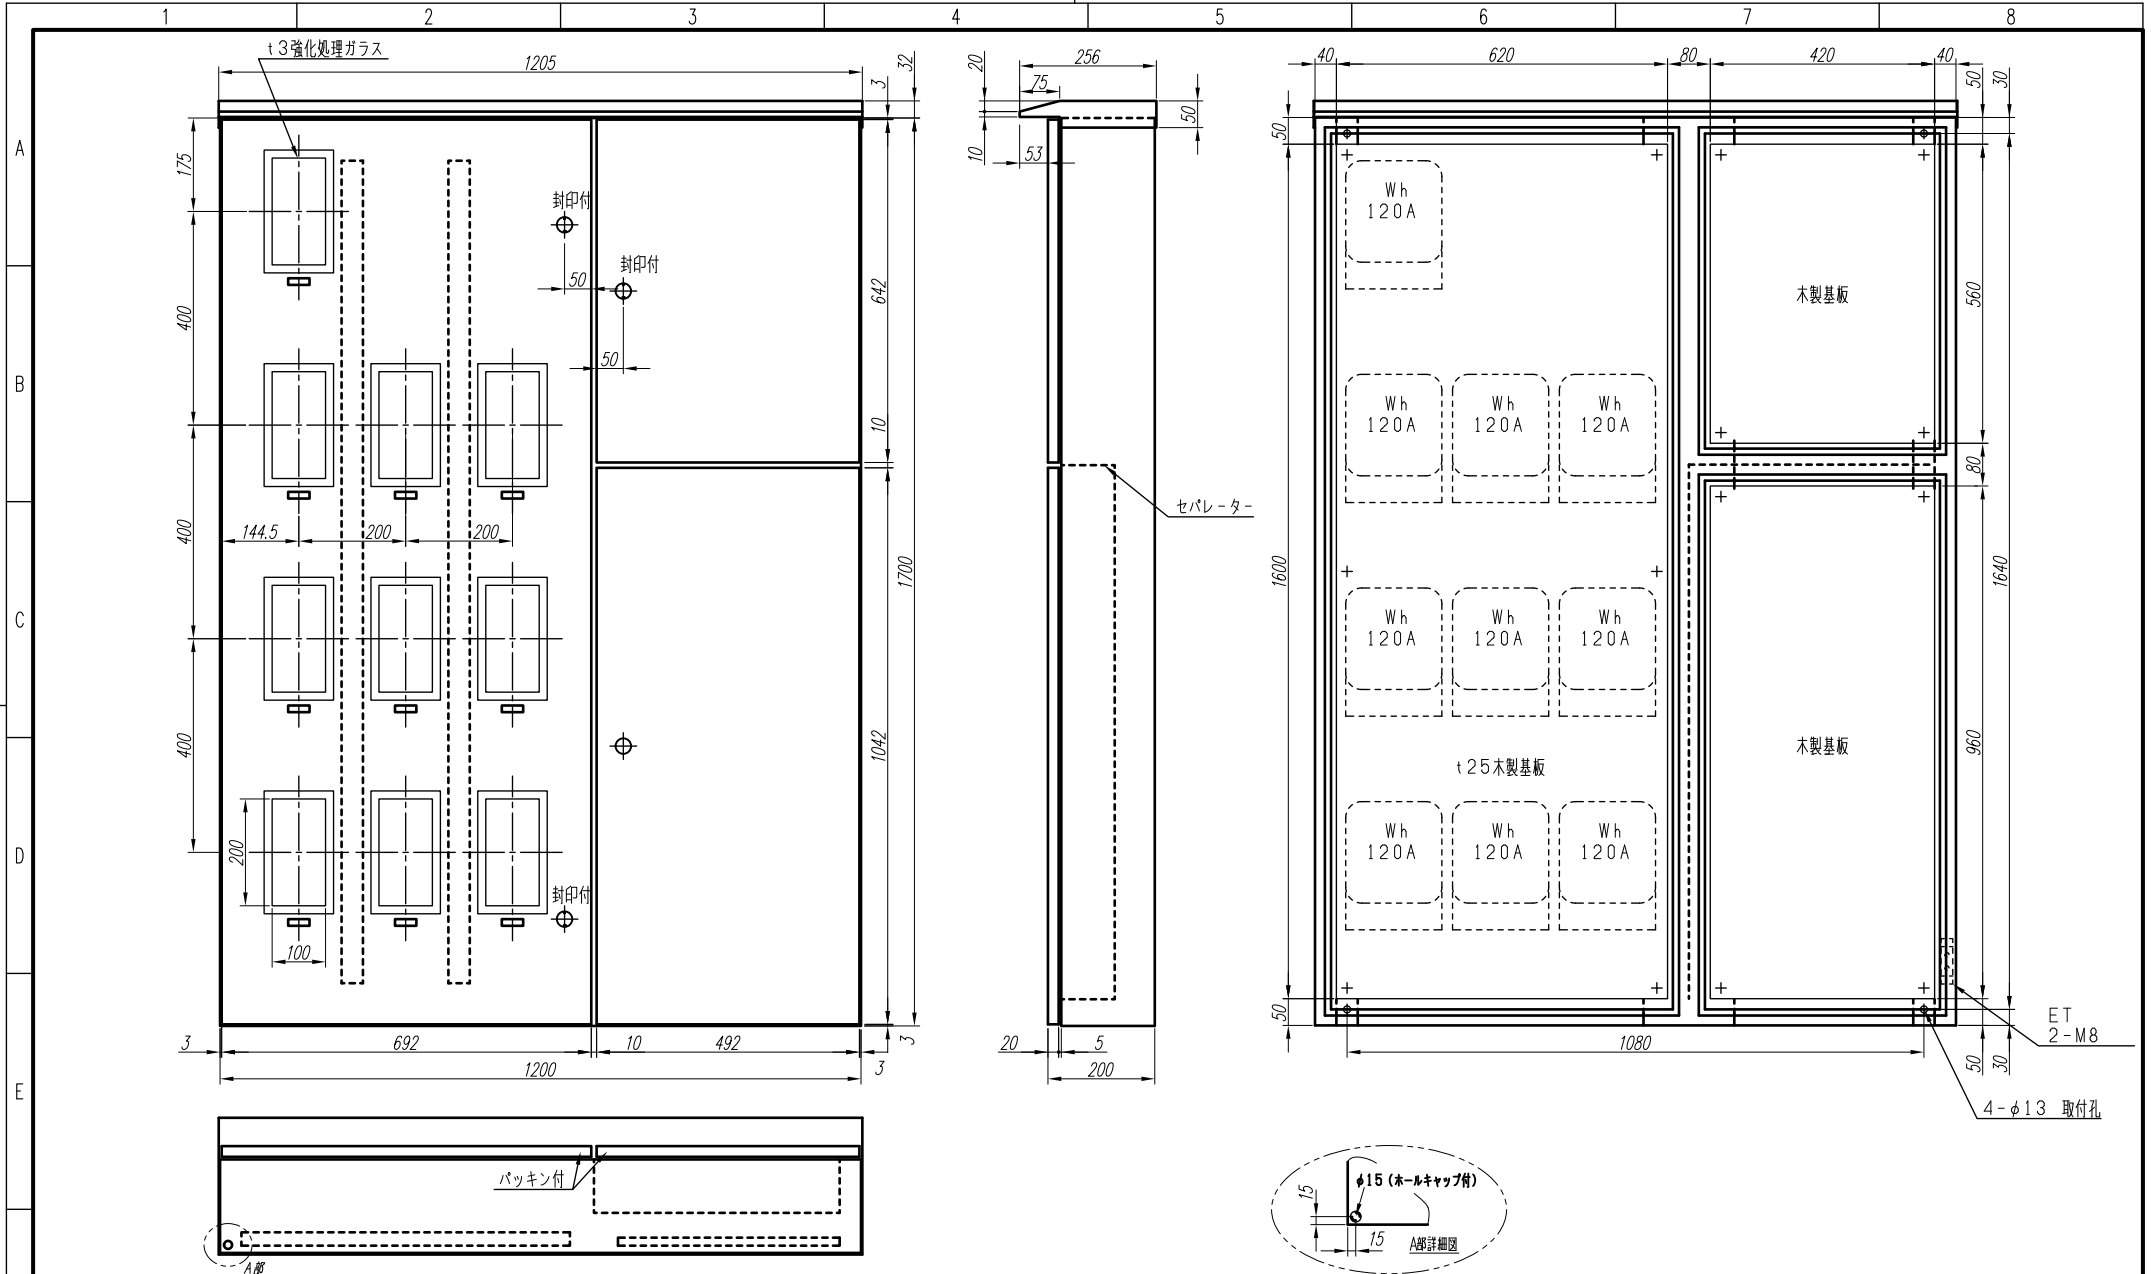 1 2 3 4 5 6 7 8
A
B
C
D
E
t3強化処理ガラス
1205
32
3
175
400
400
400
封印付
封印付
50
50
642
10
144.5
200
200
1700
1042
200
100
封印付
3
692
10
492
3
3
1200
20
256
75
50
10
53
セパレーター
20
5
200
40
620
80
420
40
50
30
50
Wh
120A
木製基板
560
Wh
120A
Wh
120A
Wh
120A
80
1600
1640
Wh
120A
Wh
120A
Wh
120A
960
木製基板
t25木製基板
Wh
120A
Wh
120A
Wh
120A
50
1080
50
30
ET
2-M8
4-φ13 取付孔
パッキン付
A部
φ15(ホールキャップ付)
15
15
A部詳細図